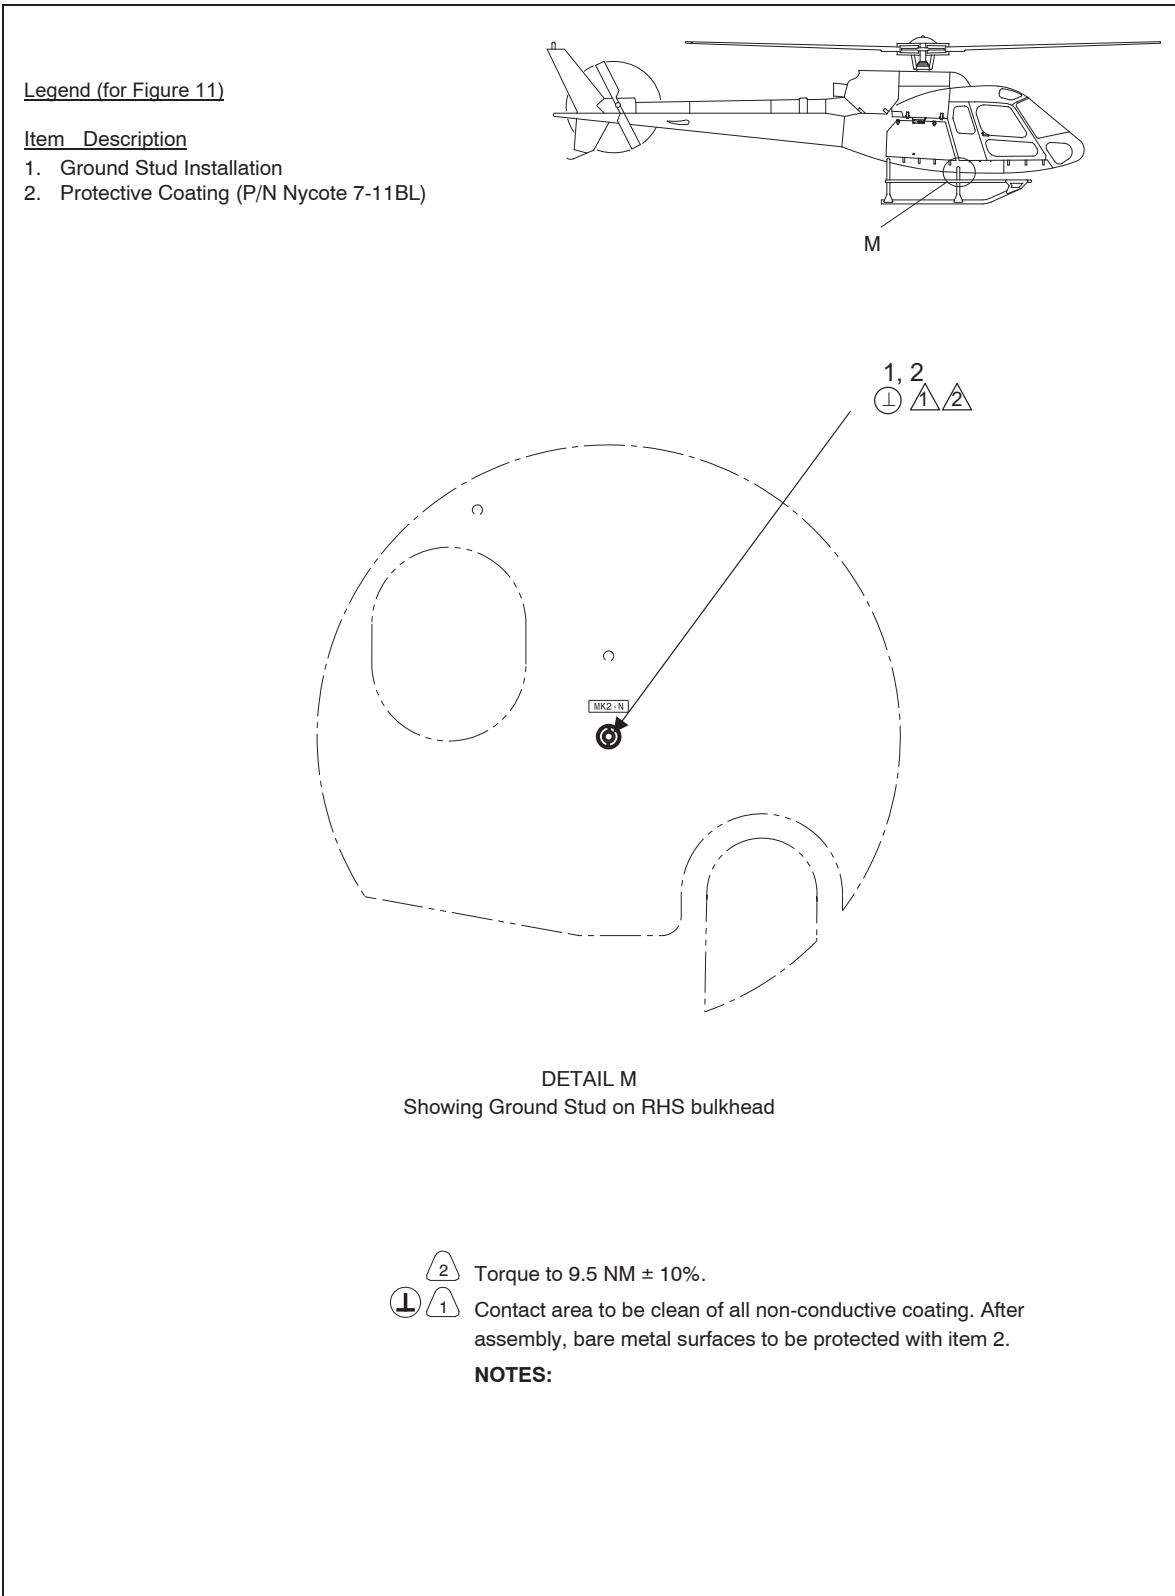 Legend (for Figure 11)
Item Description
1. Ground Stud Installation
2. Protective Coating (P/N Nycote 7-11BL)
M
1, 2
⊥ 1 2
MK2-N
DETAIL M
Showing Ground Stud on RHS bulkhead
2 Torque to 9.5 NM ± 10%.
⊥ 1 Contact area to be clean of all non-conductive coating. After
assembly, bare metal surfaces to be protected with item 2.
NOTES: